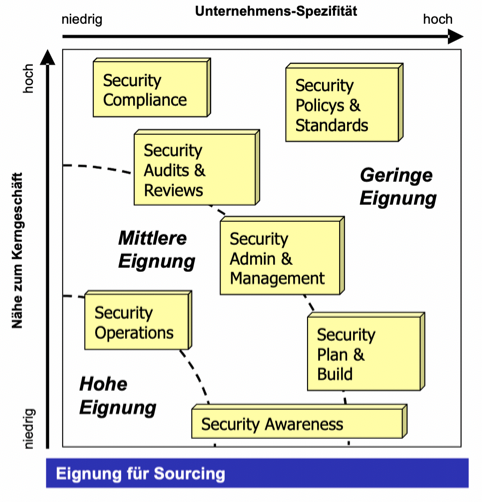 Unternehmens-Spezifität
niedrig
hoch
hoch
Nähe zum Kerngeschäft
niedrig
Security
Compliance
Security
Policys &
Standards
Security
Audits &
Reviews
Geringe
Eignung
Mittlere
Eignung
Security
Admin &
Management
Security
Operations
Security
Plan &
Build
Hohe
Eignung
Security Awareness
Eignung für Sourcing